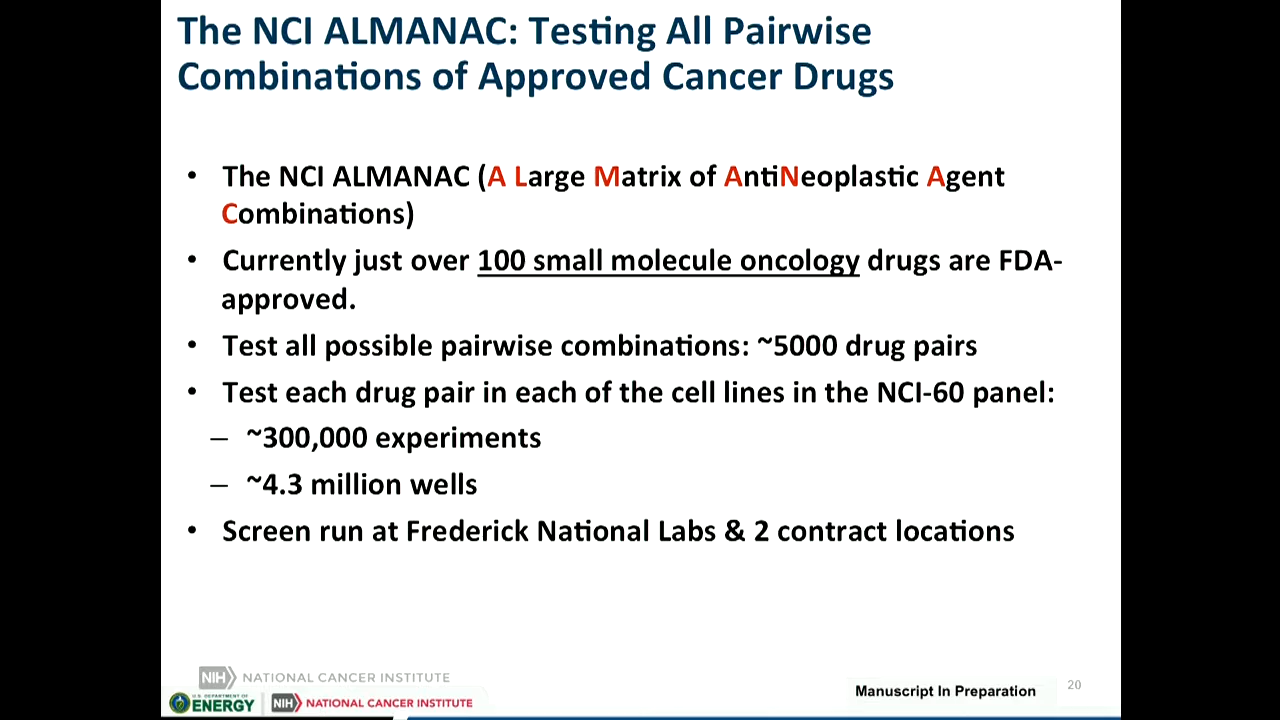 The NCI ALMANAC: Testing All Pairwise
Combinations of Approved Cancer Drugs
• The NCI ALMANAC (A Large Matrix of AntiNeoplastic Agent
Combinations)
• Currently just over 100 small molecule oncology drugs are FDA-
approved.
• Test all possible pairwise combinations: ~5000 drug pairs
• Test each drug pair in each of the cell lines in the NCI-60 panel:
– ~300,000 experiments
– ~4.3 million wells
• Screen run at Frederick National Labs & 2 contract locations
NIH NATIONAL CANCER INSTITUTE
U.S. DEPARTMENT OF
ENERGY
NIH NATIONAL CANCER INSTITUTE
Manuscript In Preparation
20